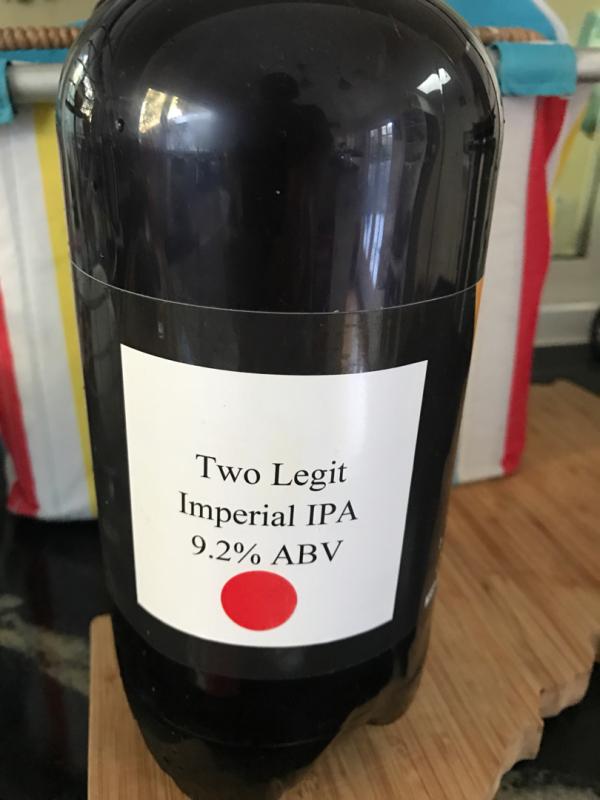 Two Legit
Imperial IPA
9.2% ABV